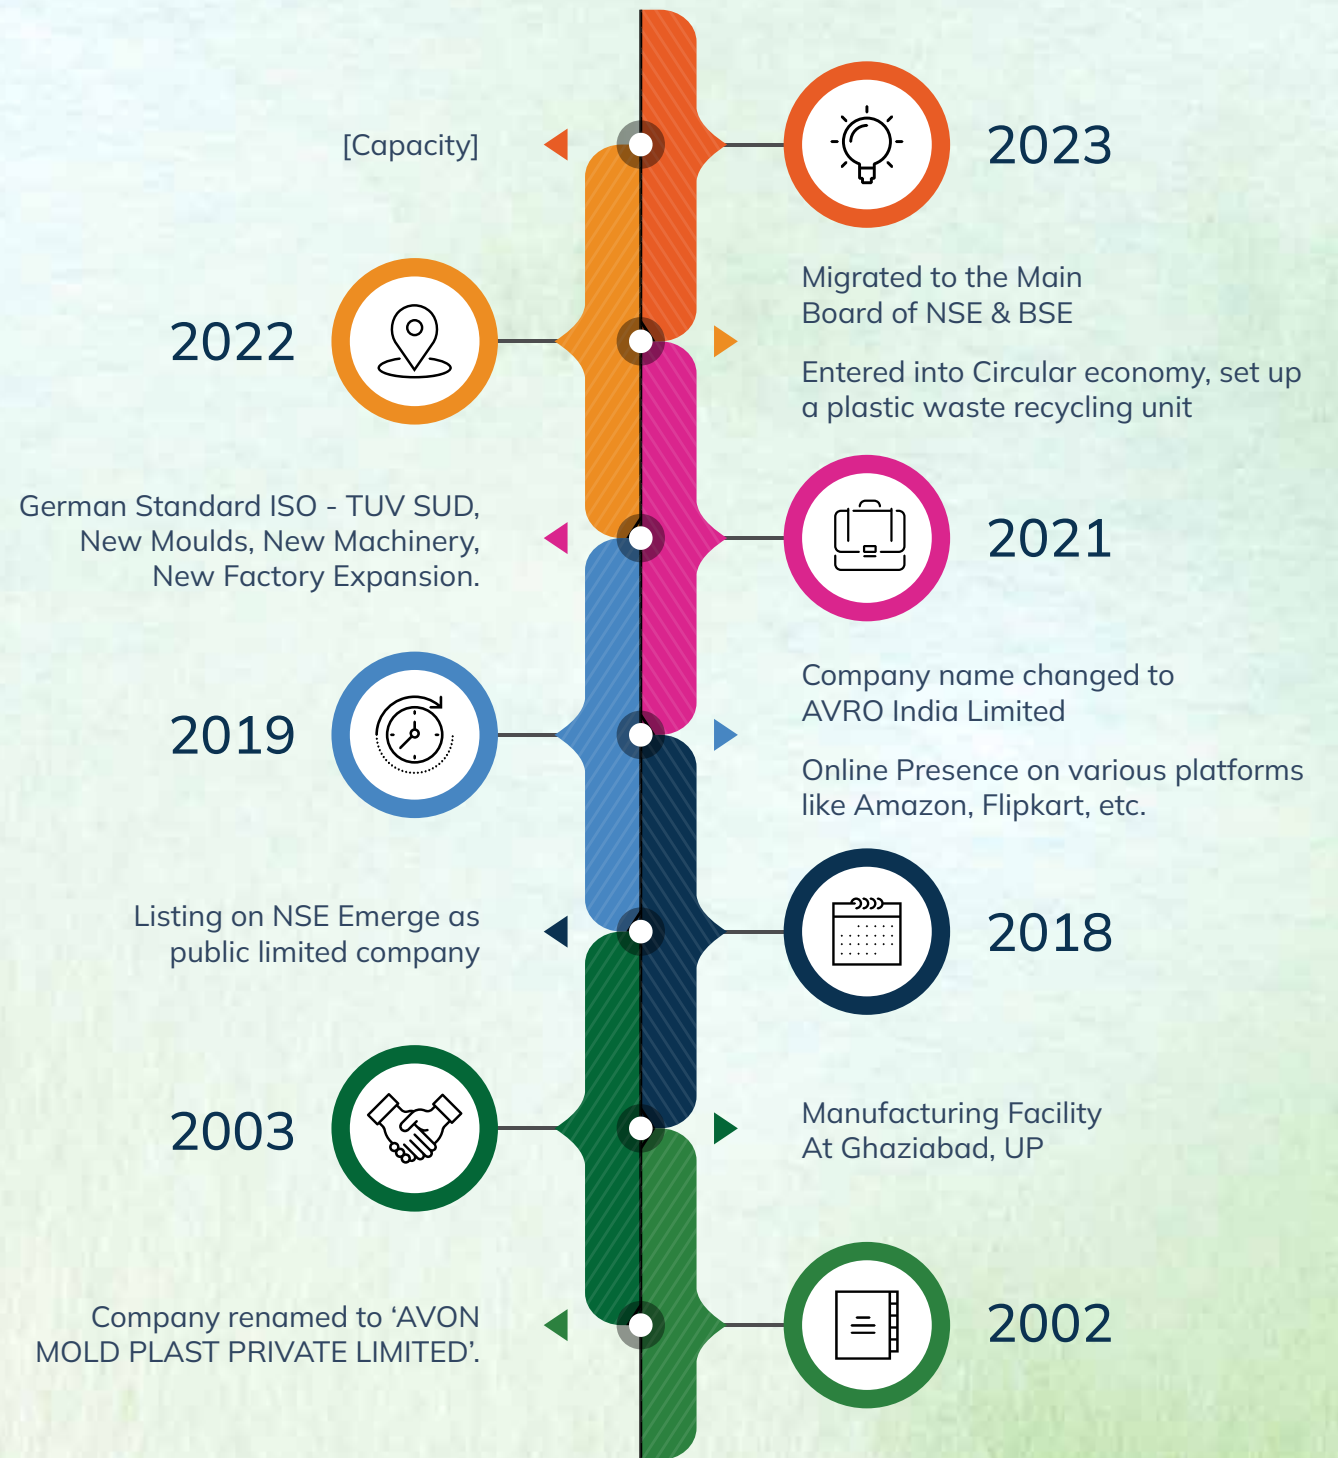 [Capacity]
2023
2022
Migrated to the Main
Board of NSE & BSE
Entered into Circular economy, set up
a plastic waste recycling unit
German Standard ISO - TUV SUD,
New Moulds, New Machinery,
New Factory Expansion.
2021
2019
Company name changed to
AVRO India Limited
Online Presence on various platforms
like Amazon, Flipkart, etc.
Listing on NSE Emerge as
public limited company
2018
2003
Manufacturing Facility
At Ghaziabad, UP
Company renamed to ‘AVON
MOLD PLAST PRIVATE LIMITED’.
2002